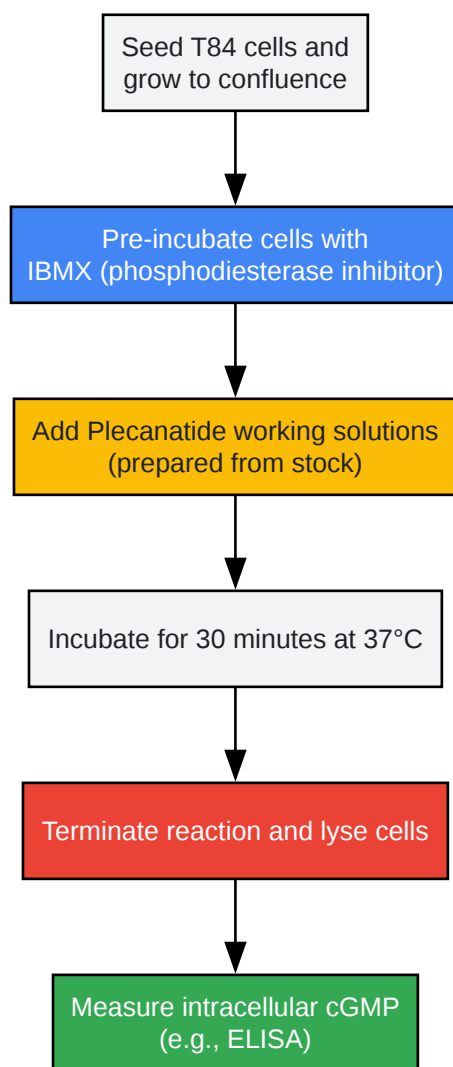 Seed T84 cells and
grow to confluence
Pre-incubate cells with
IBMX (phosphodiesterase inhibitor)
Add Plecanatide working solutions
(prepared from stock)
Incubate for 30 minutes at 37°C
Terminate reaction and lyse cells
Measure intracellular cGMP
(e.g., ELISA)